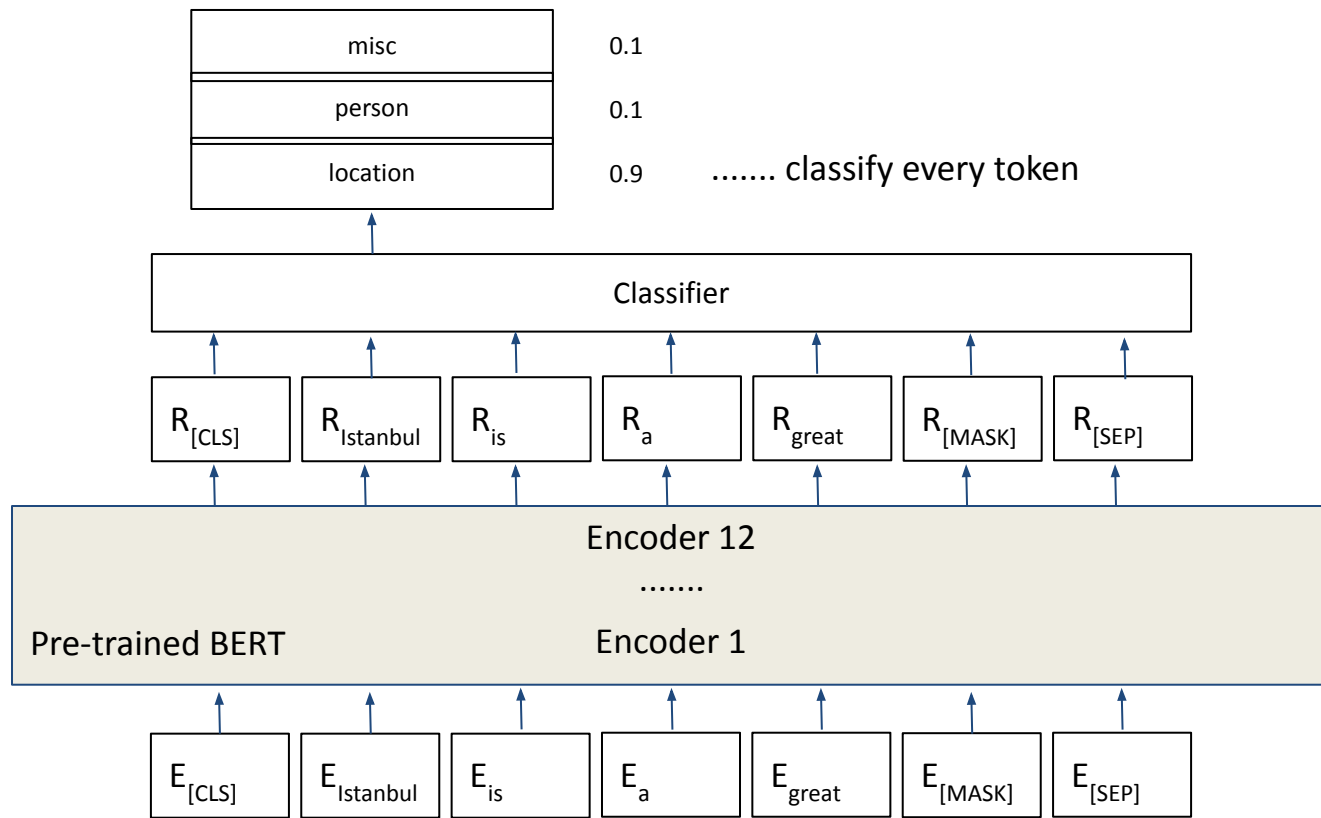 misc 0.1
person 0.1
location 0.9 ....... classify every token
Classifier
R[CLS] RIstanbul Ris Ra Rgreat R[MASK] R[SEP]
Encoder 12
.......
Pre-trained BERT Encoder 1
E[CLS] EIstanbul Eis Ea Egreat E[MASK] E[SEP]